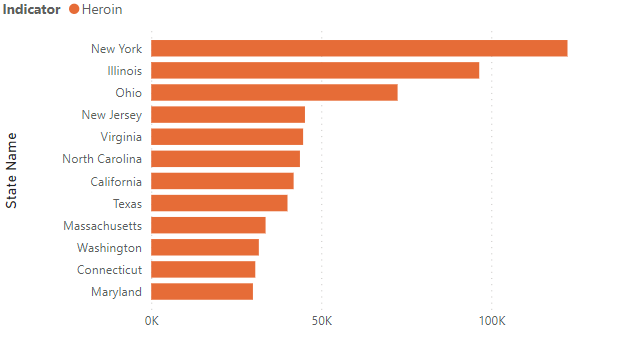 Indicator Heroin
State Name
New York
Illinois
Ohio
New Jersey
Virginia
North Carolina
California
Texas
Massachusetts
Washington
Connecticut
Maryland
0K 50K 100K